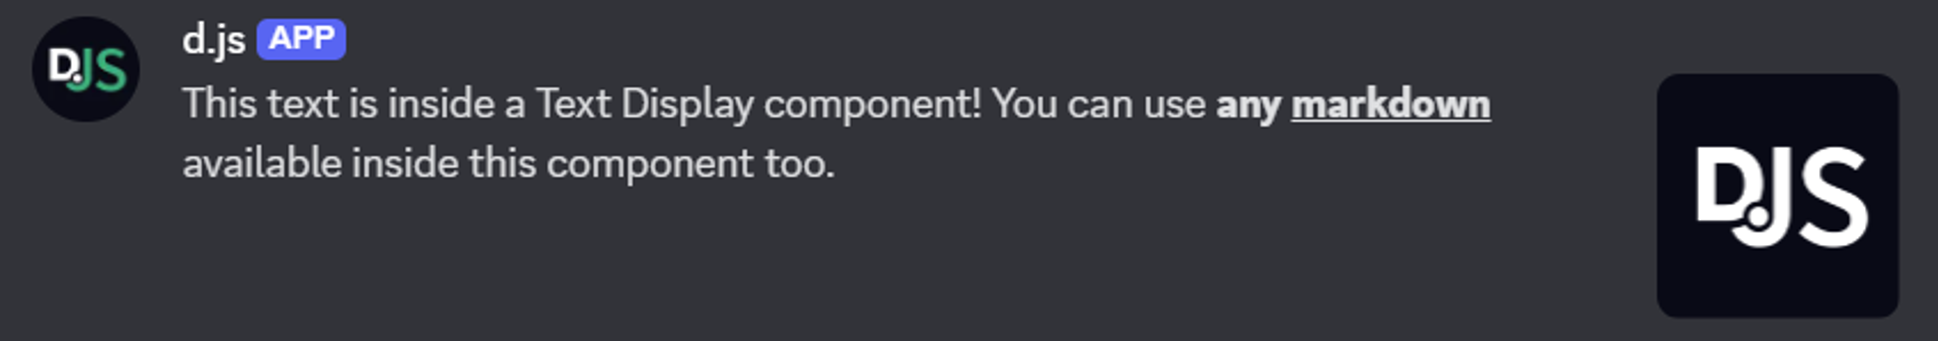 DJS
d.js APP
This text is inside a Text Display component! You can use any markdown
available inside this component too.
DJS